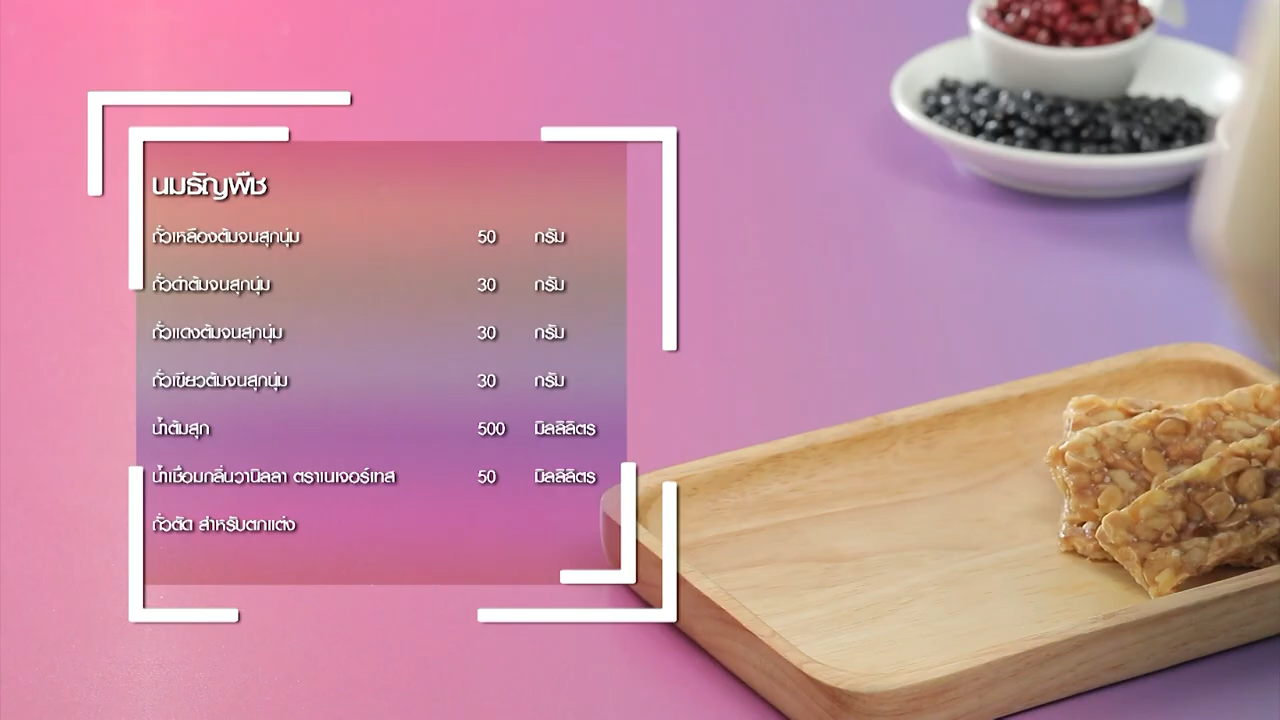 นมธัญพืช
ถั่วเหลืองต้มจนสุกนุ่ม 50 กรัม
ถั่วดำต้มจนสุกนุ่ม 30 กรัม
ถั่วแดงต้มจนสุกนุ่ม 30 กรัม
ถั่วเขียวต้มจนสุกนุ่ม 30 กรัม
น้ำต้มสุก 500 มิลลิลิตร
น้ำเชื่อมกลิ่นวานิลลา ตราเนเจอร์เทส 50 มิลลิลิตร
ถั่วตัด สำหรับตกแต่ง